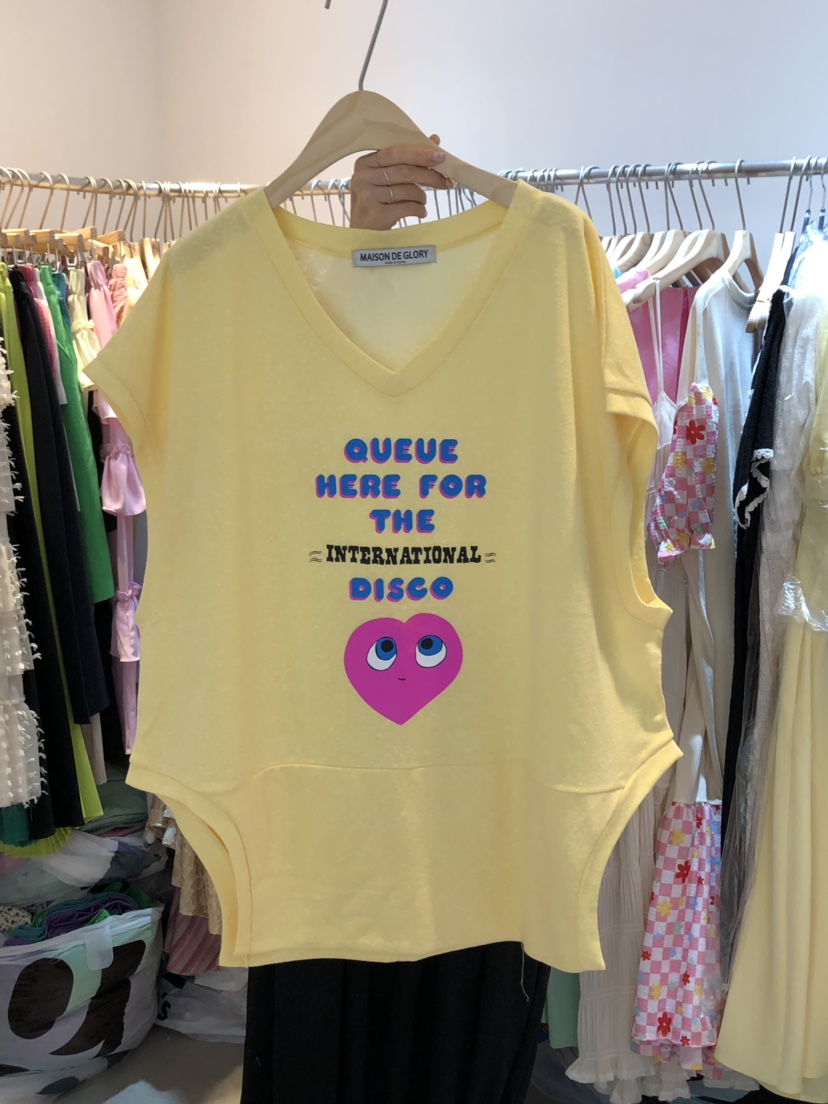 MAISON DE GLORY
QUEUE
HERE FOR
THE
INTERNATIONAL
DISCO